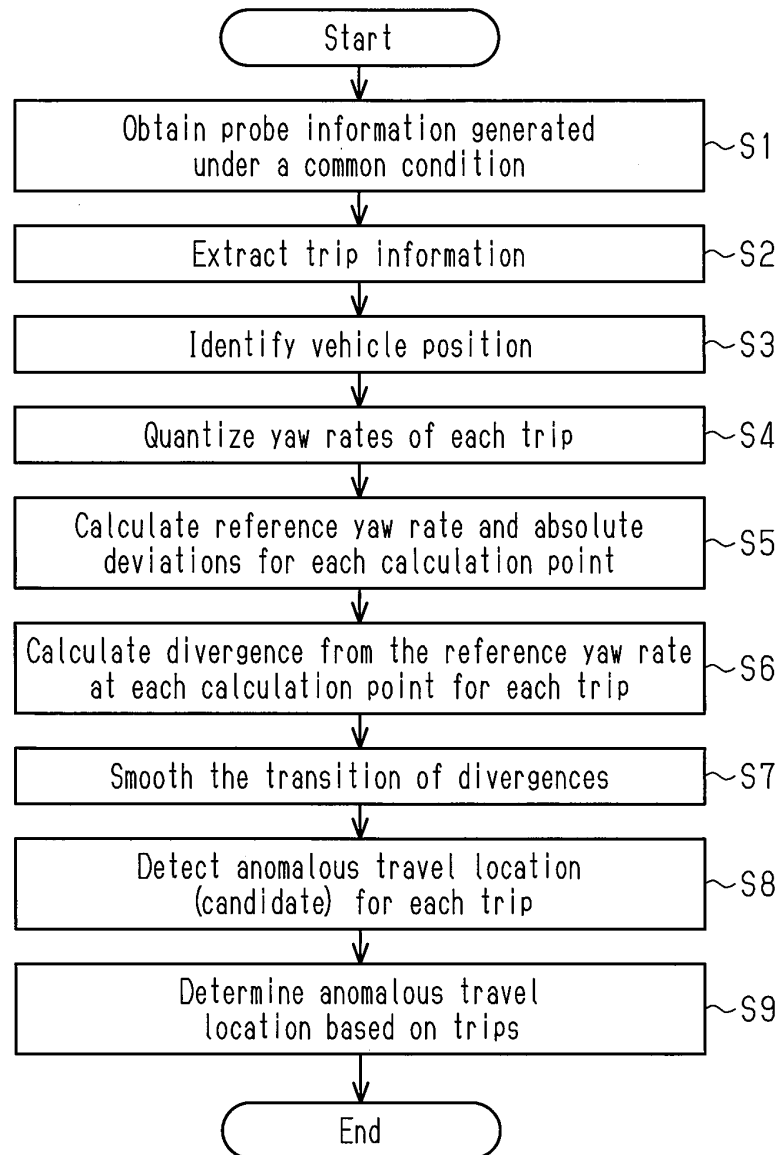 Start
Obtain probe information generated
under a common condition
S1
Extract trip information
S2
Identify vehicle position
S3
Quantize yaw rates of each trip
S4
Calculate reference yaw rate and absolute
deviations for each calculation point
S5
Calculate divergence from the reference yaw rate
at each calculation point for each trip
S6
Smooth the transition of divergences
S7
Detect anomalous travel location
(candidate) for each trip
S8
Determine anomalous travel
location based on trips
S9
End